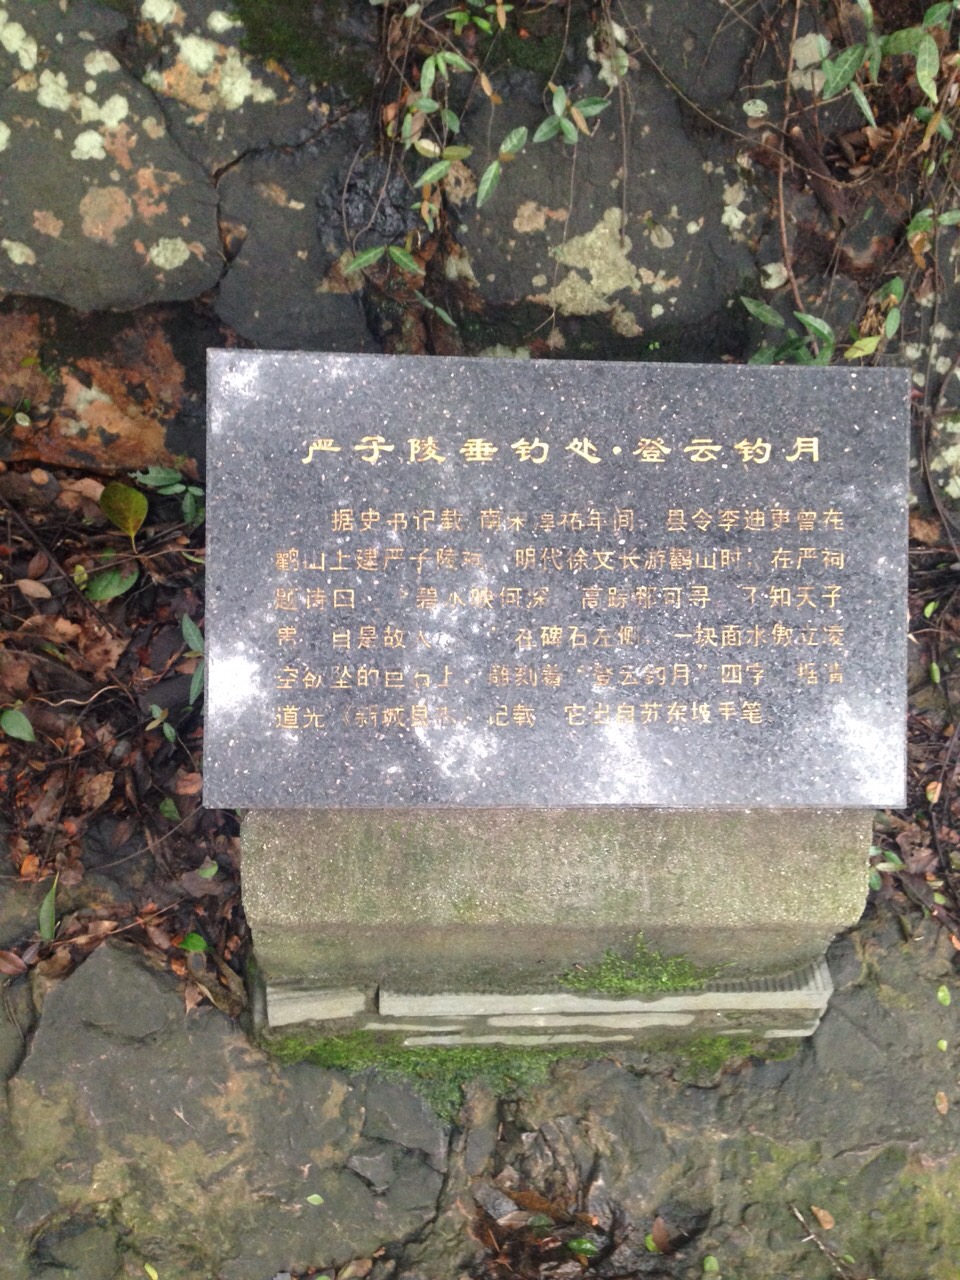 严子陵垂钓处·登云钓月
据史书记载,南宋淳祐年间,县令李迪更曾在
鹳山上建严子陵祠。明代徐文长游鹳山时,在严祠
题诗曰:“碧水映何深,高踪那可寻,不知天子
贵,自是故人心。”在碑石左侧,一块面水敖立凌
空欲坠的巨石上,雕刻着“登云钓月”四字,据清
道光《新城县志》记载,它出自苏东坡手笔。